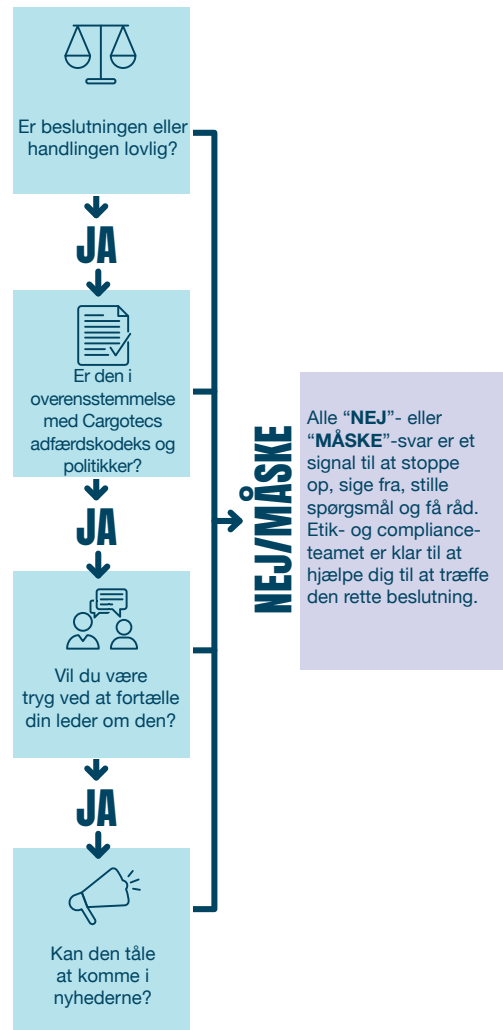 Er beslutningen eller
handlingen lovlig?
JA
Er den i
overensstemmelse
med Cargotecs
adfærdskodeks og
politikker?
JA
Vil du være
tryg ved at fortælle
din leder om den?
JA
Kan den tåle
at komme i
nyhederne?
NEJ/MÅSKE
Alle “NEJ”- eller
“MÅSKE”-svar er et
signal til at stoppe
op, sige fra, stille
spørgsmål og få råd.
Etik- og compliance-
teamet er klar til at
hjælpe dig til at træffe
den rette beslutning.